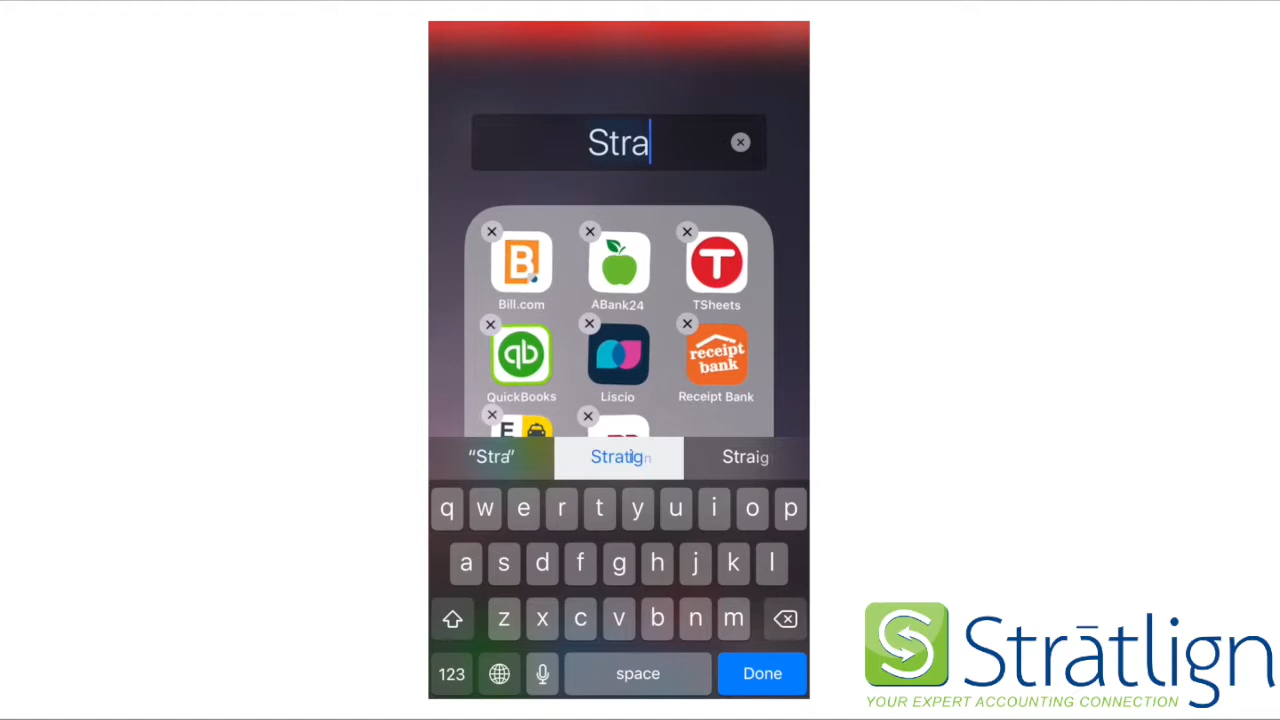 Stra
B
T
Bill.com
ABank24
TSheets
qb
receipt
bank
QuickBooks
Liscio
Receipt Bank
E
“Stra”
Straig
q w e r t y u i o p
a s d f g h j k l
z x c v b n m
123
space
Done
Strātlign
YOUR EXPERT ACCOUNTING CONNECTION